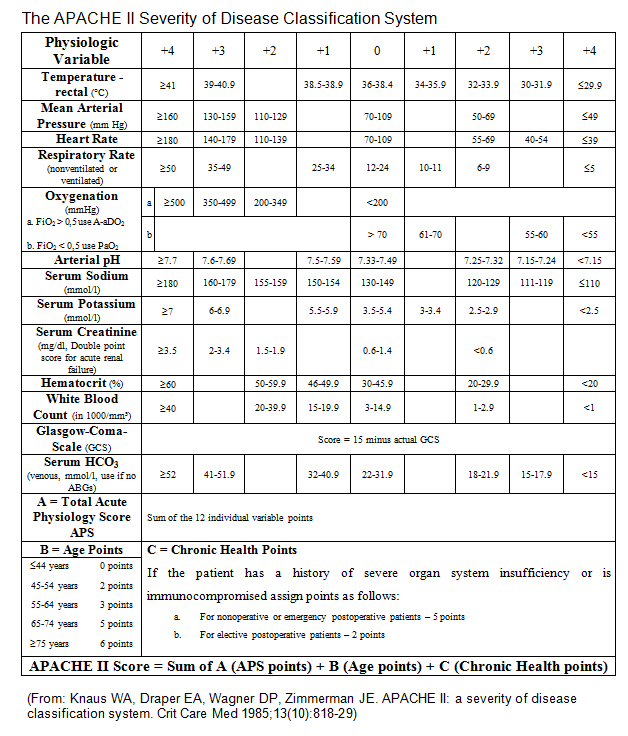 The APACHE II Severity of Disease Classification System
Physiologic Variable +4 +3 +2 +1 0 +1 +2 +3 +4
Temperature - rectal (°C) ≥41 39-40.9 38.5-38.9 36-38.4 34-35.9 32-33.9 30-31.9 ≤29.9
Mean Arterial Pressure (mm Hg) ≥160 130-159 110-129 70-109 50-69 ≤49
Heart Rate ≥180 140-179 110-139 70-109 55-69 40-54 ≤39
Respiratory Rate (nonventilated or ventilated) ≥50 35-49 25-34 12-24 10-11 6-9 ≤5
Oxygenation (mmHg)
a. FiO₂ > 0,5 use A-aDO₂ a ≥500 350-499 200-349 <200
b. FiO₂ < 0,5 use PaO₂ b > 70 61-70 55-60 <55
Arterial pH ≥7.7 7.6-7.69 7.5-7.59 7.33-7.49 7.25-7.32 7.15-7.24 <7.15
Serum Sodium (mmol/l) ≥180 160-179 155-159 150-154 130-149 120-129 111-119 ≤110
Serum Potassium (mmol/l) ≥7 6-6.9 5.5-5.9 3.5-5.4 3-3.4 2.5-2.9 <2.5
Serum Creatinine (mg/dl, Double point score for acute renal failure) ≥3.5 2-3.4 1.5-1.9 0.6-1.4 <0.6
Hematocrit (%) ≥60 50-59.9 46-49.9 30-45.9 20-29.9 <20
White Blood Count (in 1000/mm³) ≥40 20-39.9 15-19.9 3-14.9 1-2.9 <1
Glasgow-Coma-Scale (GCS) Score = 15 minus actual GCS
Serum HCO₃ (venous, mmol/l, use if no ABGs) ≥52 41-51.9 32-40.9 22-31.9 18-21.9 15-17.9 <15
A = Total Acute Physiology Score APS Sum of the 12 individual variable points
B = Age Points
≤44 years 0 points
45-54 years 2 points
55-64 years 3 points
65-74 years 5 points
≥75 years 6 points
C = Chronic Health Points
If the patient has a history of severe organ system insufficiency or is
immunocompromised assign points as follows:
a. For nonoperative or emergency postoperative patients – 5 points
b. For elective postoperative patients – 2 points
APACHE II Score = Sum of A (APS points) + B (Age points) + C (Chronic Health points)
(From: Knaus WA, Draper EA, Wagner DP, Zimmerman JE. APACHE II: a severity of disease
classification system. Crit Care Med 1985;13(10):818-29)